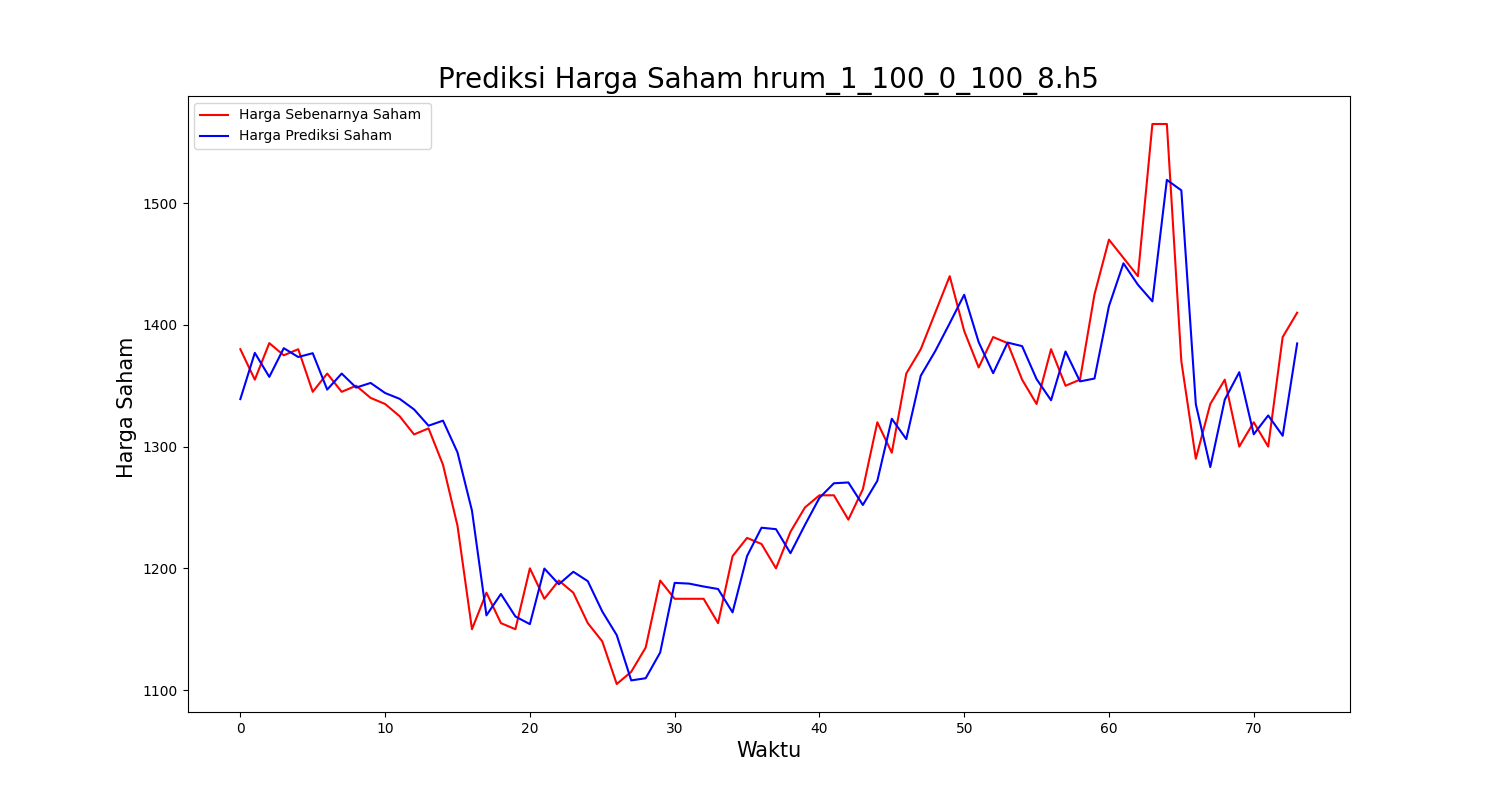 Prediksi Harga Saham hrum_1_100_0_100_8.h5
Harga Sebenarnya Saham
Harga Prediksi Saham
Harga Saham
1500
1400
1300
1200
1100
0 10 20 30 40 50 60 70
Waktu